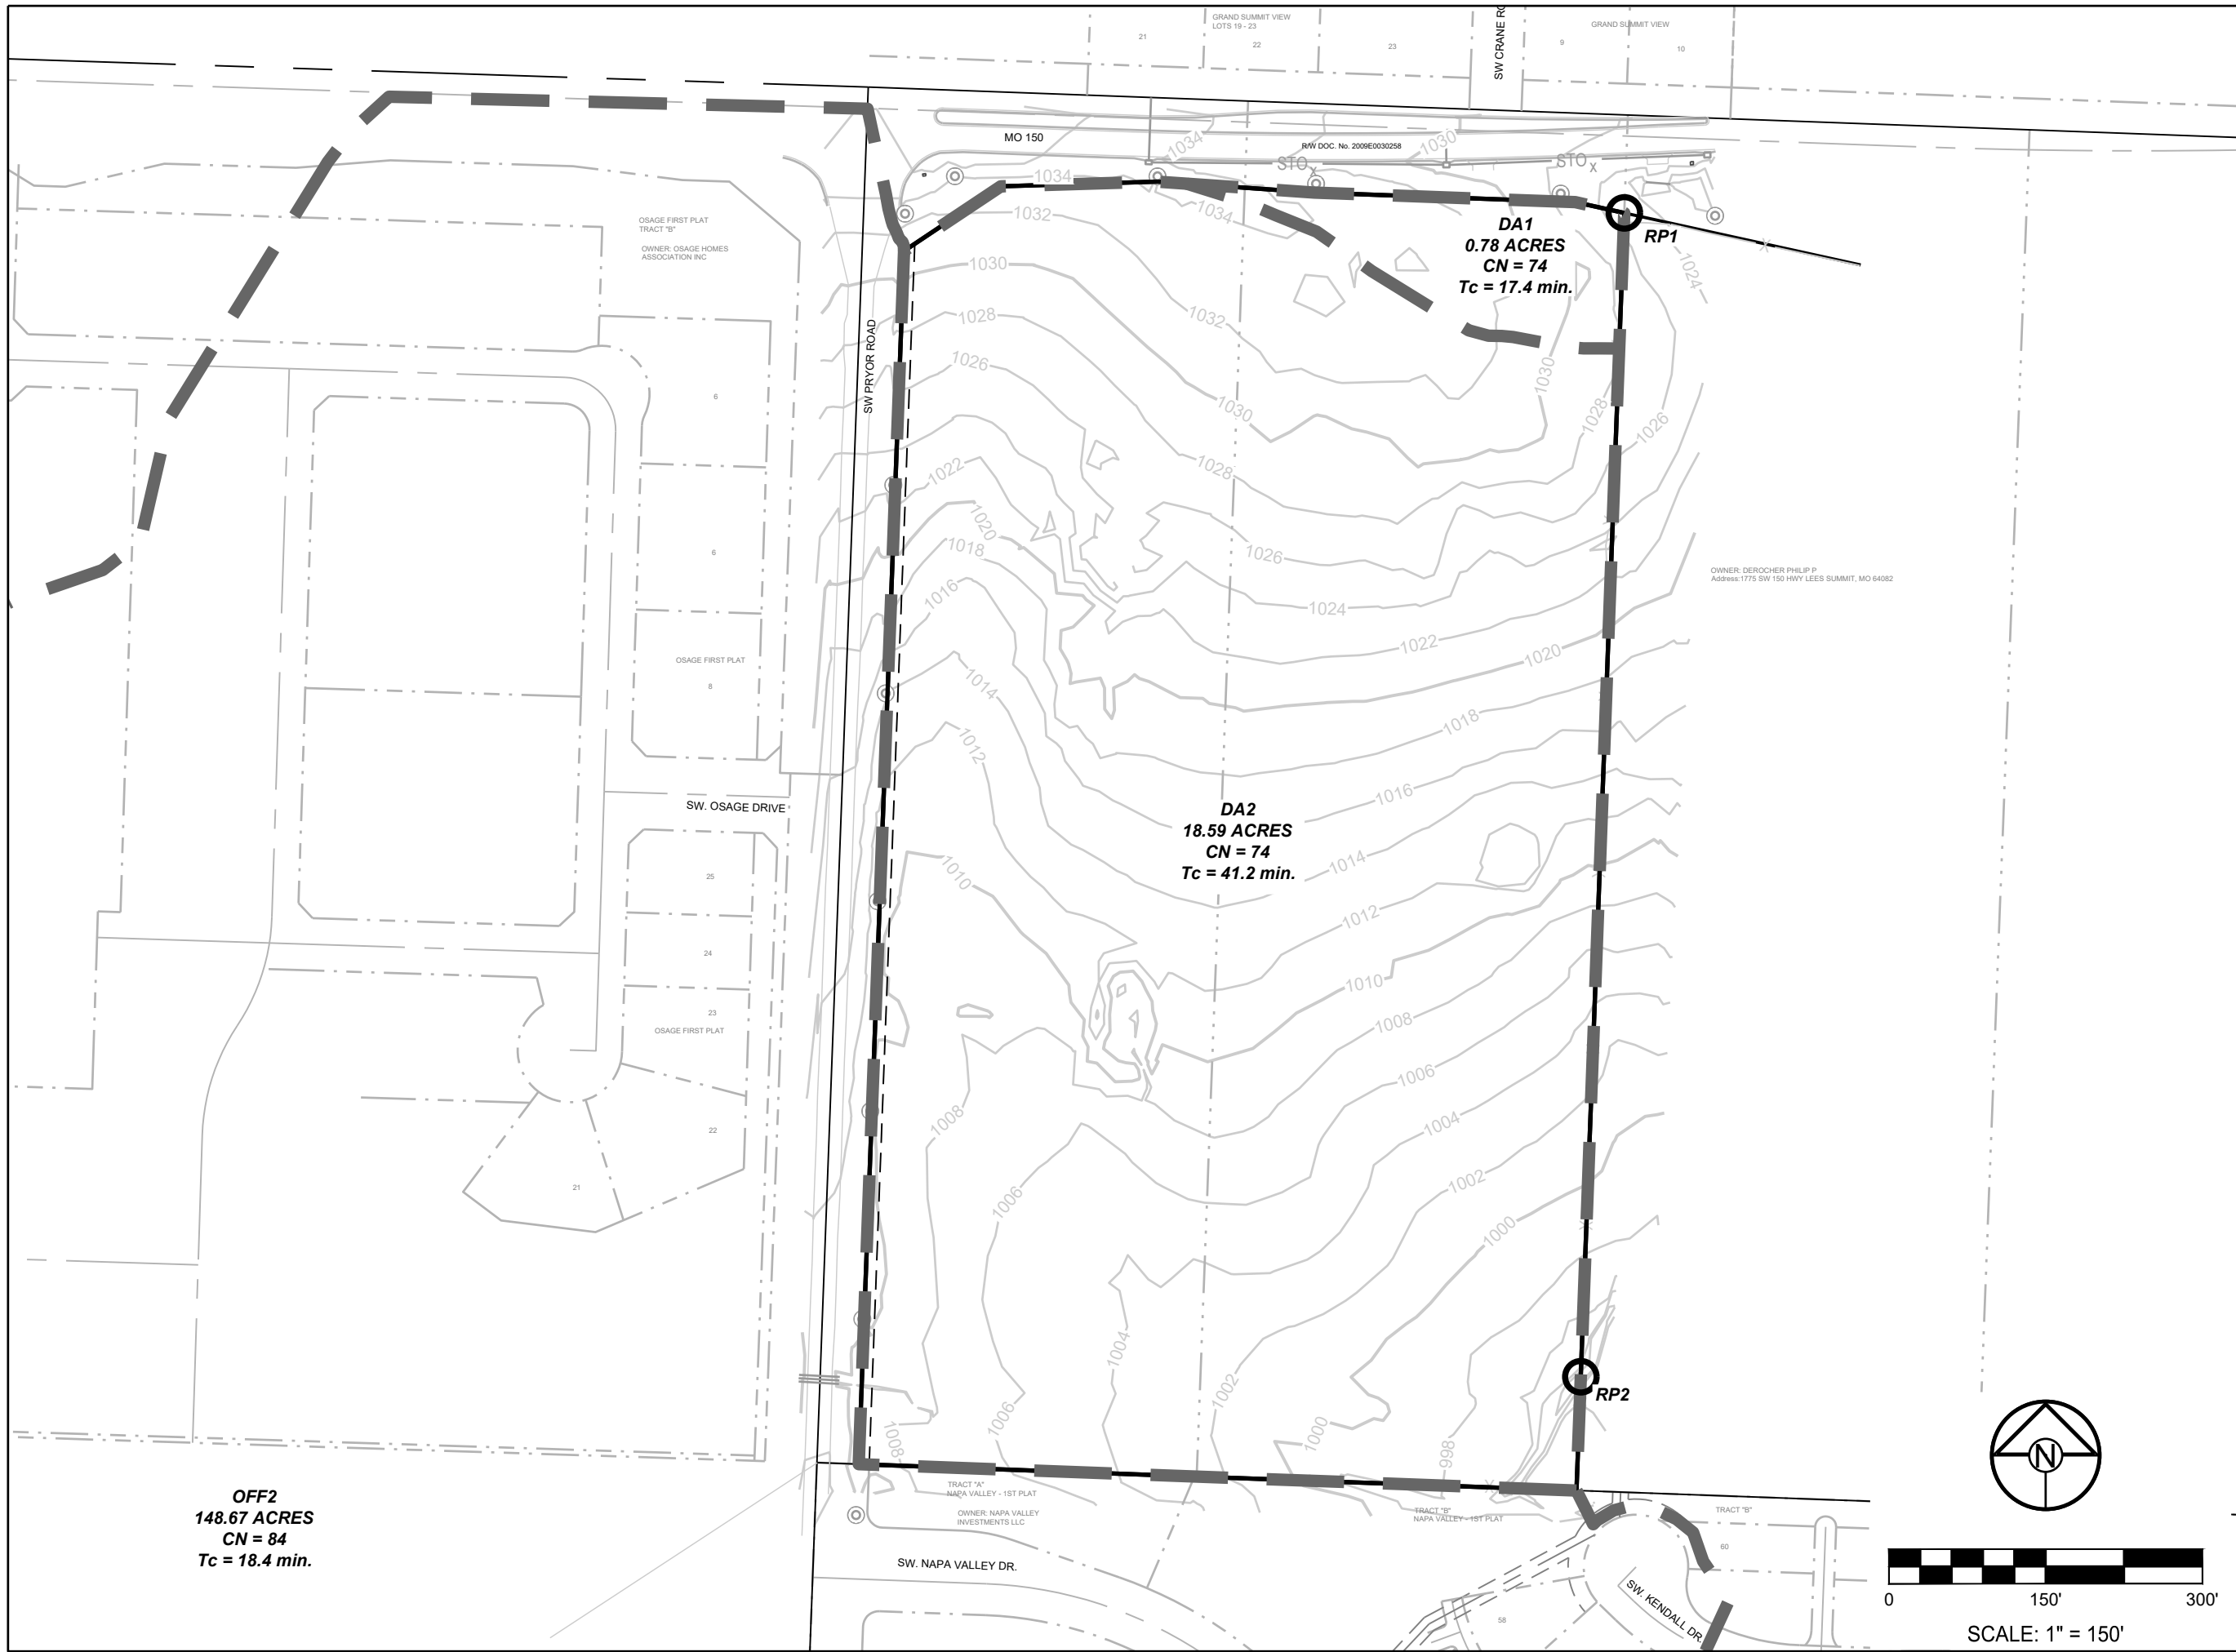 GRAND SUMMIT VIEW
LOTS 19 - 23
21
22
23
SW CRANE RO
9
GRAND SUMMIT VIEW
10
MO 150
R/W DOC. No. 2009E0030258
1034
1030
STO
X
STO
X
1034
1032
1034
OSAGE FIRST PLAT
TRACT "B"
OWNER: OSAGE HOMES
ASSOCIATION INC
DA1
0.78 ACRES
CN = 74
Tc = 17.4 min.
RP1
X
1024
1030
1028
1032
1026
SW PRYOR ROAD
1030
1030
1028
1026
6
1022
1028
1020
1018
1026
6
1016
1024
OWNER: DEROCHER PHILIP P
Address:1775 SW 150 HWY LEES SUMMIT, MO 64082
1022
1020
OSAGE FIRST PLAT
8
1014
1018
1012
1016
SW. OSAGE DRIVE
DA2
18.59 ACRES
CN = 74
Tc = 41.2 min.
1014
1010
25
1012
24
1010
23
OSAGE FIRST PLAT
1008
1006
1008
1004
22
21
1006
1002
1000
1004
1002
RP2
1006
1008
1000
998
N
OFF2
148.67 ACRES
CN = 84
Tc = 18.4 min.
TRACT "A"
NAPA VALLEY - 1ST PLAT
OWNER: NAPA VALLEY
INVESTMENTS LLC
X
TRACT "B"
NAPA VALLEY - 1ST PLAT
TRACT "B"
60
SW. NAPA VALLEY DR.
SW. KENDALL DR.
58
0
150'
300'
SCALE: 1" = 150'